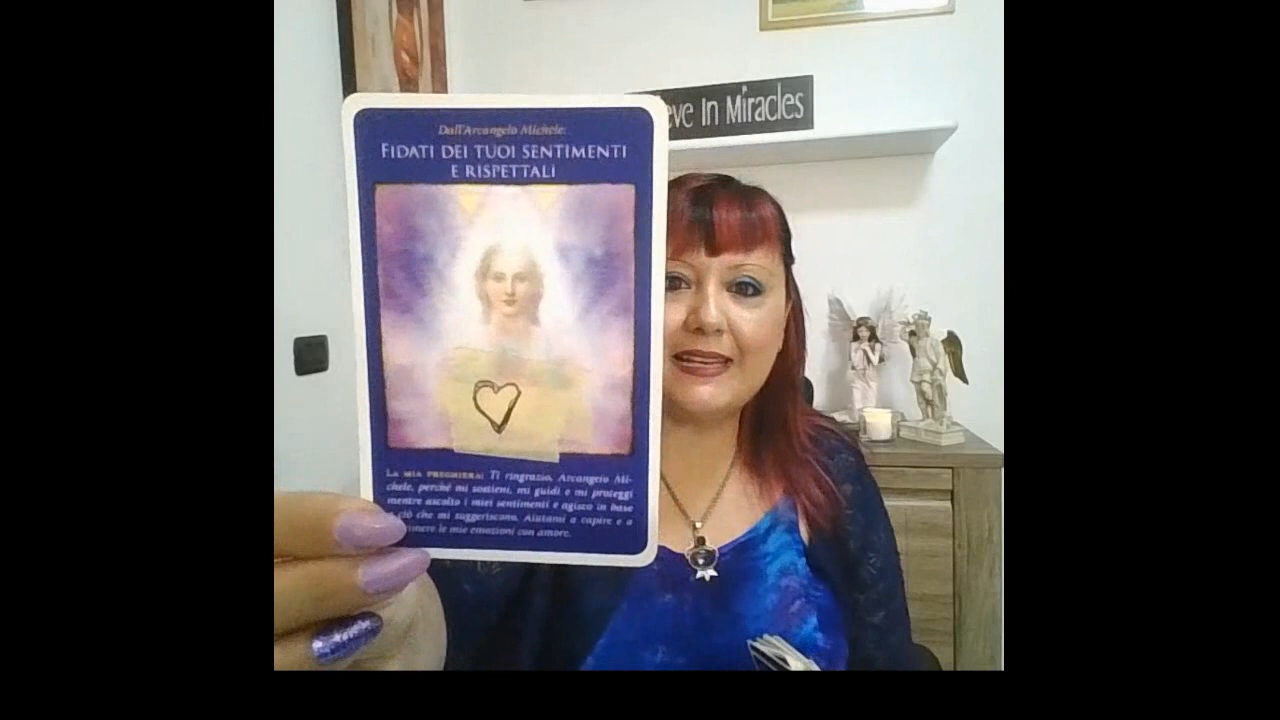 Dall'Arcangelo Michele:
FIDATI DEI TUOI SENTIMENTI
E RISPETTALI
LA MIA PREGHIERA: Ti ringrazio, Arcangelo Mi-
chele, perché mi sostieni, mi guidi e mi proteggi
mentre ascolto i miei sentimenti e agisco in base
ciò che mi suggeriscono. Aiutami a capire e a
le mie emozioni con amore.
eve In Miracles